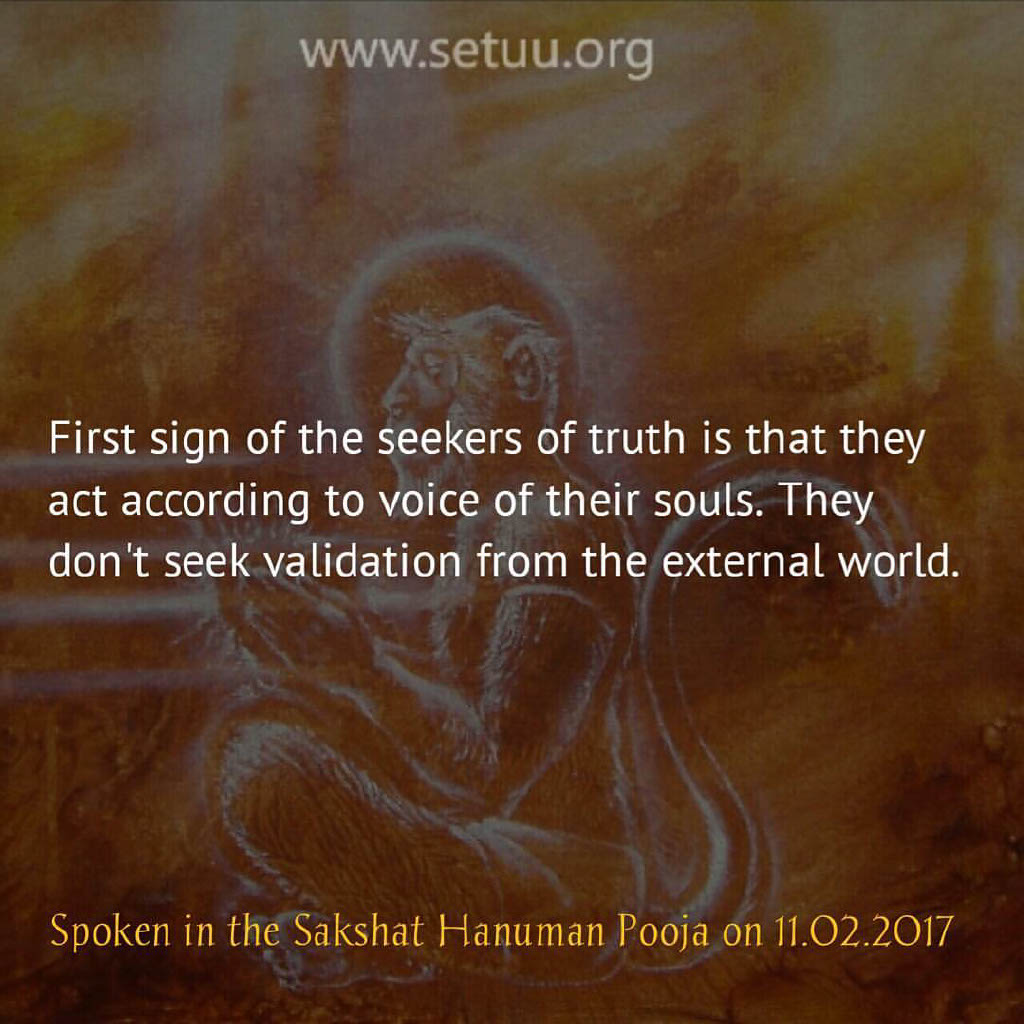 www.setuu.org
First sign of the seekers of truth is that they
act according to voice of their souls. They
don't seek validation from the external world.
Spoken in the Sakshat Hanuman Pooja on 11.02.2017